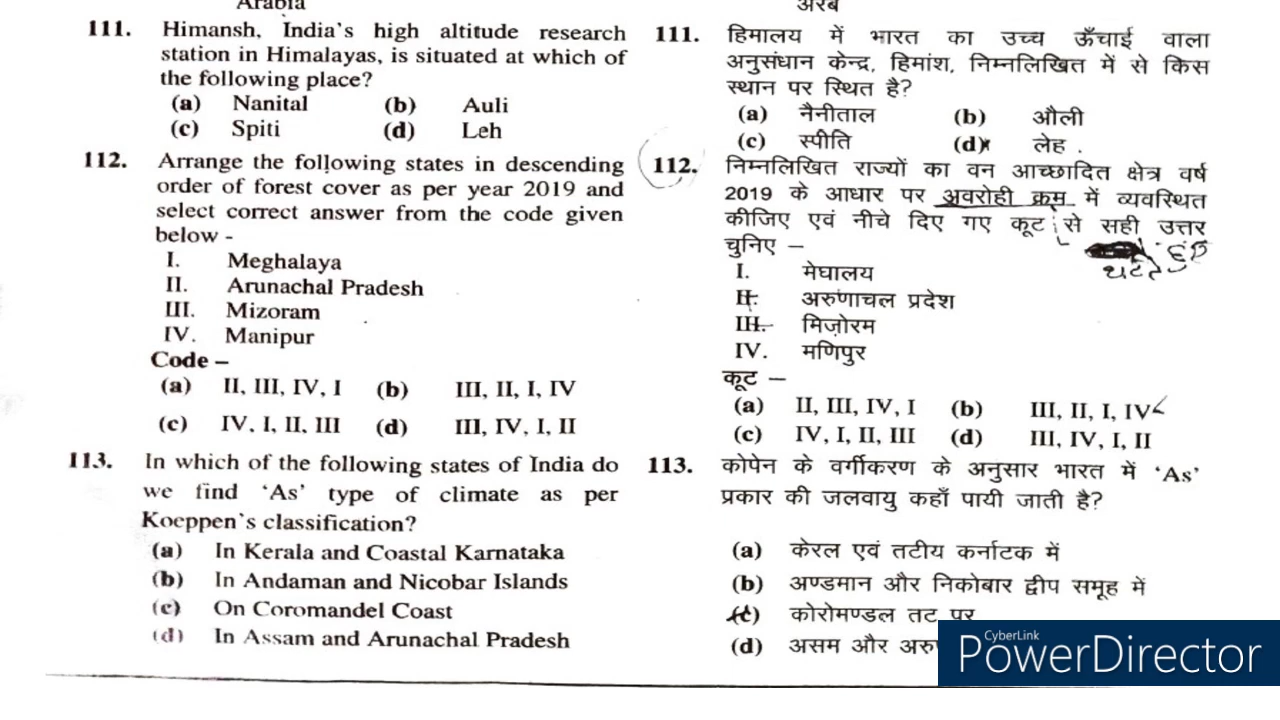 Arabia
111. Himansh, India's high altitude research
station in Himalayas, is situated at which of
the following place?
(a) Nanital (b) Auli
(c) Spiti (d) Leh
112. Arrange the following states in descending
order of forest cover as per year 2019 and
select correct answer from the code given
below -
I. Meghalaya
II. Arunachal Pradesh
III. Mizoram
IV. Manipur
Code –
(a) II, III, IV, I (b) III, II, I, IV
(c) IV, I, II, III (d) III, IV, I, II
113. In which of the following states of India do
we find 'As' type of climate as per
Koeppen's classification?
(a) In Kerala and Coastal Karnataka
(b) In Andaman and Nicobar Islands
(c) On Coromandel Coast
(d) In Assam and Arunachal Pradesh
अरब
111. हिमालय में भारत का उच्च ऊँचाई वाला
अनुसंधान केन्द्र, हिमांश, निम्नलिखित में से किस
स्थान पर स्थित है?
(a) नैनीताल (b) औली
(c) स्पीति (d) लेह .
112. निम्नलिखित राज्यों का वन आच्छादित क्षेत्र वर्ष
2019 के आधार पर अवरोही क्रम में व्यवस्थित
कीजिए एवं नीचे दिए गए कूट से सही उत्तर
चुनिए –
घटते हुए
I. मेघालय
II. अरुणाचल प्रदेश
III. मिज़ोरम
IV. मणिपुर
कूट –
(a) II, III, IV, I (b) III, II, I, IV
(c) IV, I, II, III (d) III, IV, I, II
113. कोपेन के वर्गीकरण के अनुसार भारत में 'As'
प्रकार की जलवायु कहाँ पायी जाती है?
(a) केरल एवं तटीय कर्नाटक में
(b) अण्डमान और निकोबार द्वीप समूह में
(c) कोरोमण्डल तट पर
(d) असम और
CyberLink
PowerDirector